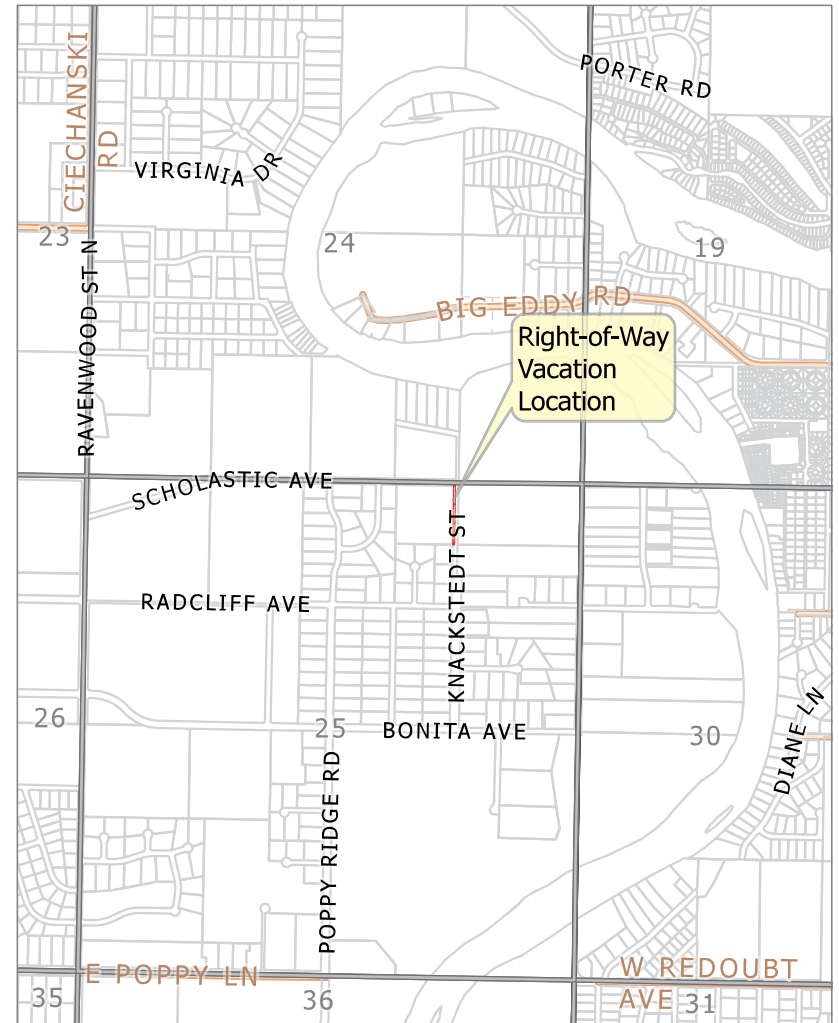 PORTER RD
CIECHANSKI
RD
VIRGINIA DR
23
24
19
RAVENWOOD ST N
BIG EDDY RD
Right-of-Way
Vacation
Location
SCHOLASTIC AVE
KNACKSTEDT ST
RADCLIFF AVE
26
25
BONITA AVE
30
DIANE LN
POPPY RIDGE RD
E POPPY LN
W REDOUBT
AVE
35
36
31